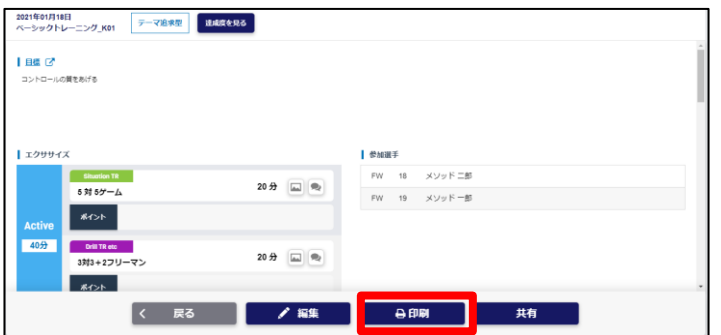 2021年01月18日
ベーシックトレーニング_K01
テーマ追求型
達成度を見る
目標
コントロールの質をあげる
エクササイズ
Active
40分
Situation TR
5 対 5ゲーム
20 分
ポイント
Drill TR etc
3対3+2フリーマン
20 分
ポイント
参加選手
FW 18 メソッド 二郎
FW 19 メソッド 一郎
戻る
編集
印刷
共有